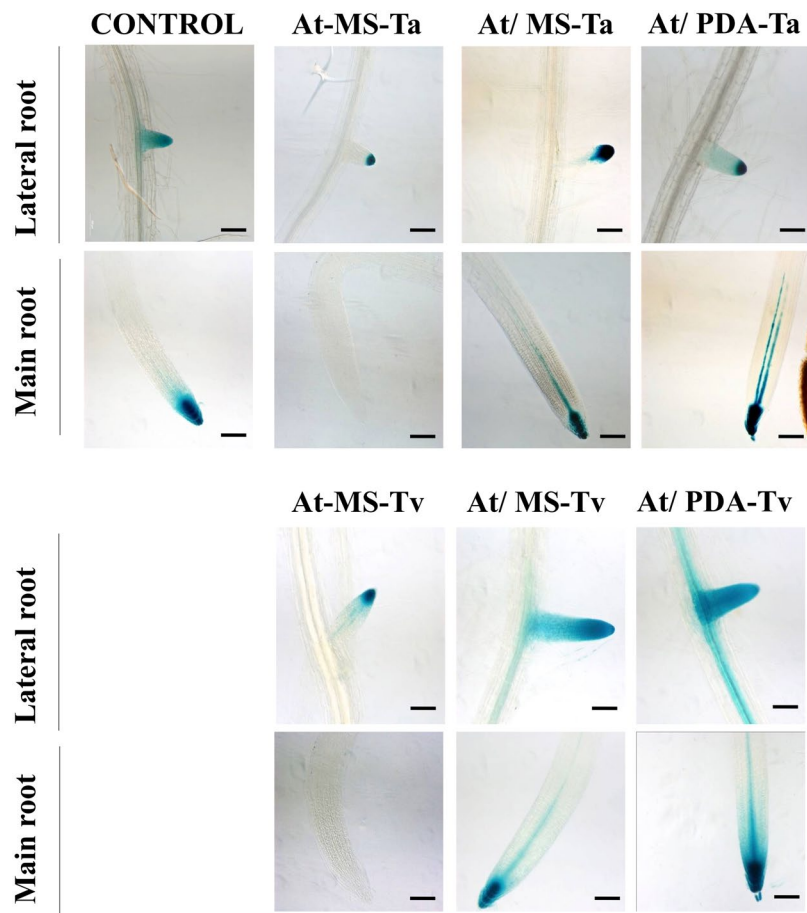 CONTROL At-MS-Ta At/ MS-Ta At/ PDA-Ta
Lateral root
Main root
At-MS-Tv At/ MS-Tv At/ PDA-Tv
Lateral root
Main root